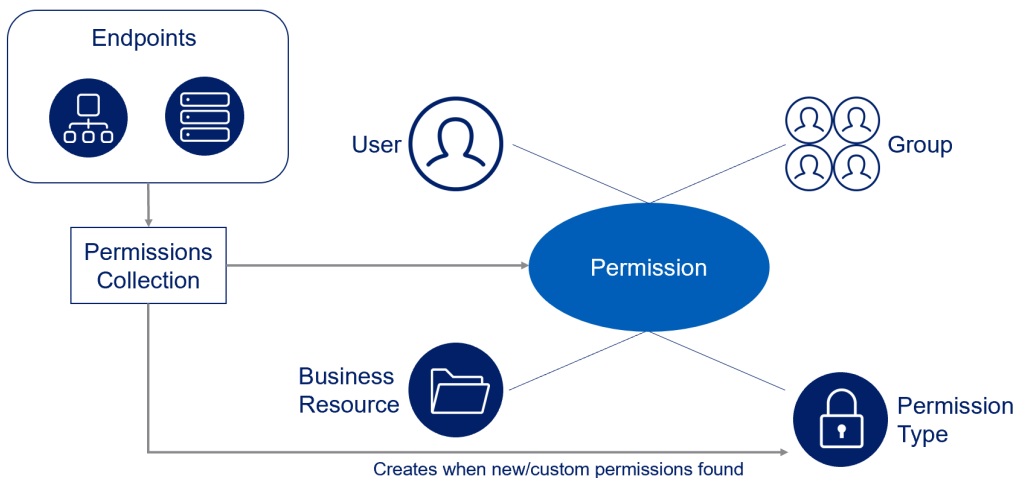 Endpoints
User
Group
Permissions
Collection
Permission
Business
Resource
Permission
Type
Creates when new/custom permissions found